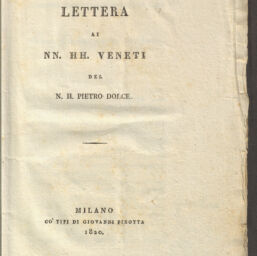 LETTERA
AI
NN. HH. VENETI
DEL
N. H. PIETRO DOLCE.
MILANO
CO' TIPI DI GIOVANNI PIROTTA
1820.